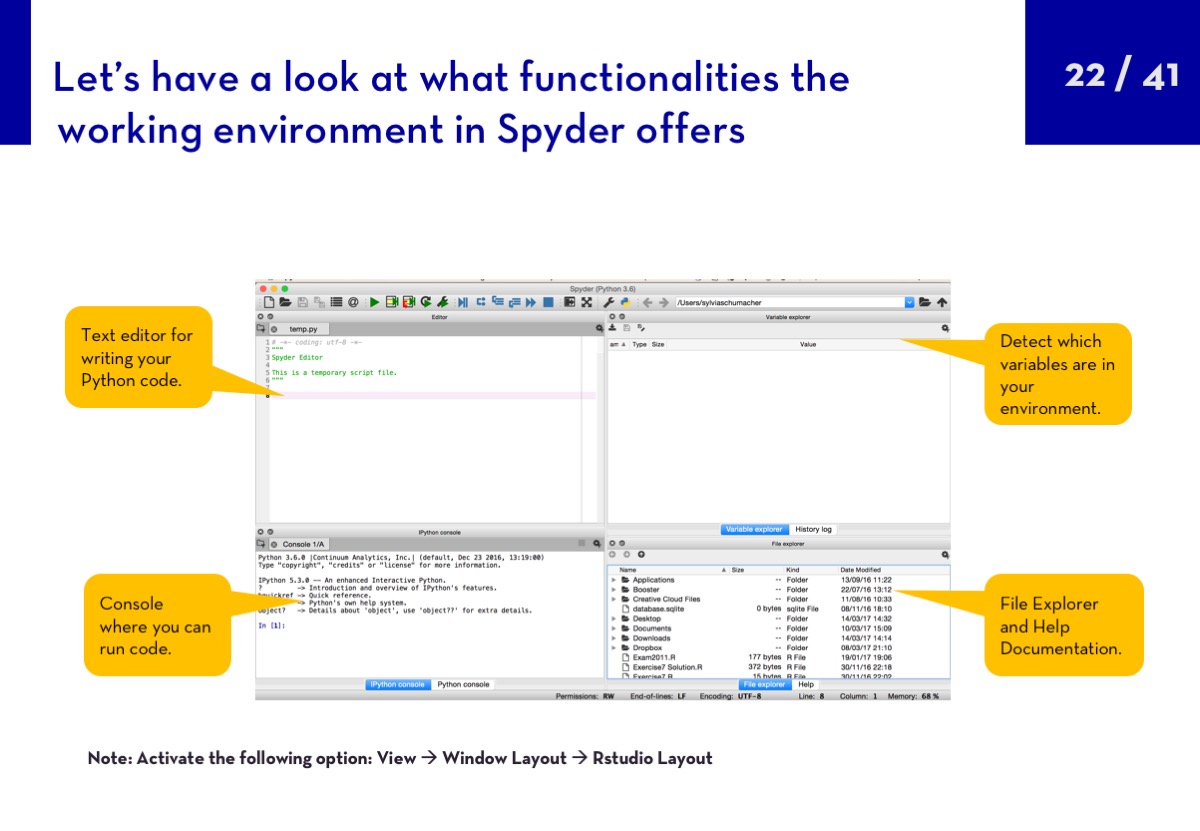 Let's have a look at what functionalities the
working environment in Spyder offers
22 / 41
Text editor for
writing your
Python code.
Detect which
variables are in
your
environment.
Console
where you can
run code.
File Explorer
and Help
Documentation.
Spyder (Python 3.6)
/Users/sylviaschumacher
Editor
temp.py
1 # -*- coding: utf-8 -*-
2 """
3 Spyder Editor
4
5 This is a temporary script file.
6 """
7
8
Variable explorer
Type Size Value
Variable explorer History log
IPython console
Console 1/A
Python 3.6.0 |Continuum Analytics, Inc.| (default, Dec 23 2016, 13:19:00)
Type "copyright", "credits" or "license" for more information.
IPython 5.3.0 -- An enhanced Interactive Python.
? -> Introduction and overview of IPython's features.
-> Quick reference.
-> Python's own help system.
object? -> Details about 'object', use 'object??' for extra details.
In [1]:
IPython console Python console
File explorer
Name Size Kind Date Modified
Applications -- Folder 13/09/16 11:22
Booster -- Folder 22/07/16 13:12
Creative Cloud Files -- Folder 11/08/16 10:33
database.sqlite 0 bytes sqlite File 08/11/16 18:10
Desktop -- Folder 14/03/17 14:32
Documents -- Folder 10/03/17 15:09
Downloads -- Folder 14/03/17 14:14
Dropbox -- Folder 08/03/17 21:10
Exam2011.R 177 bytes R File 19/01/17 19:06
Exercise7 Solution.R 372 bytes R File 30/11/16 22:18
Exercise7.R 15 bytes R File 30/11/16 22:02
File explorer Help
Permissions: RW End-of-lines: LF Encoding: UTF-8 Line: 8 Column: 1 Memory: 68 %
Note: Activate the following option: View → Window Layout → Rstudio Layout